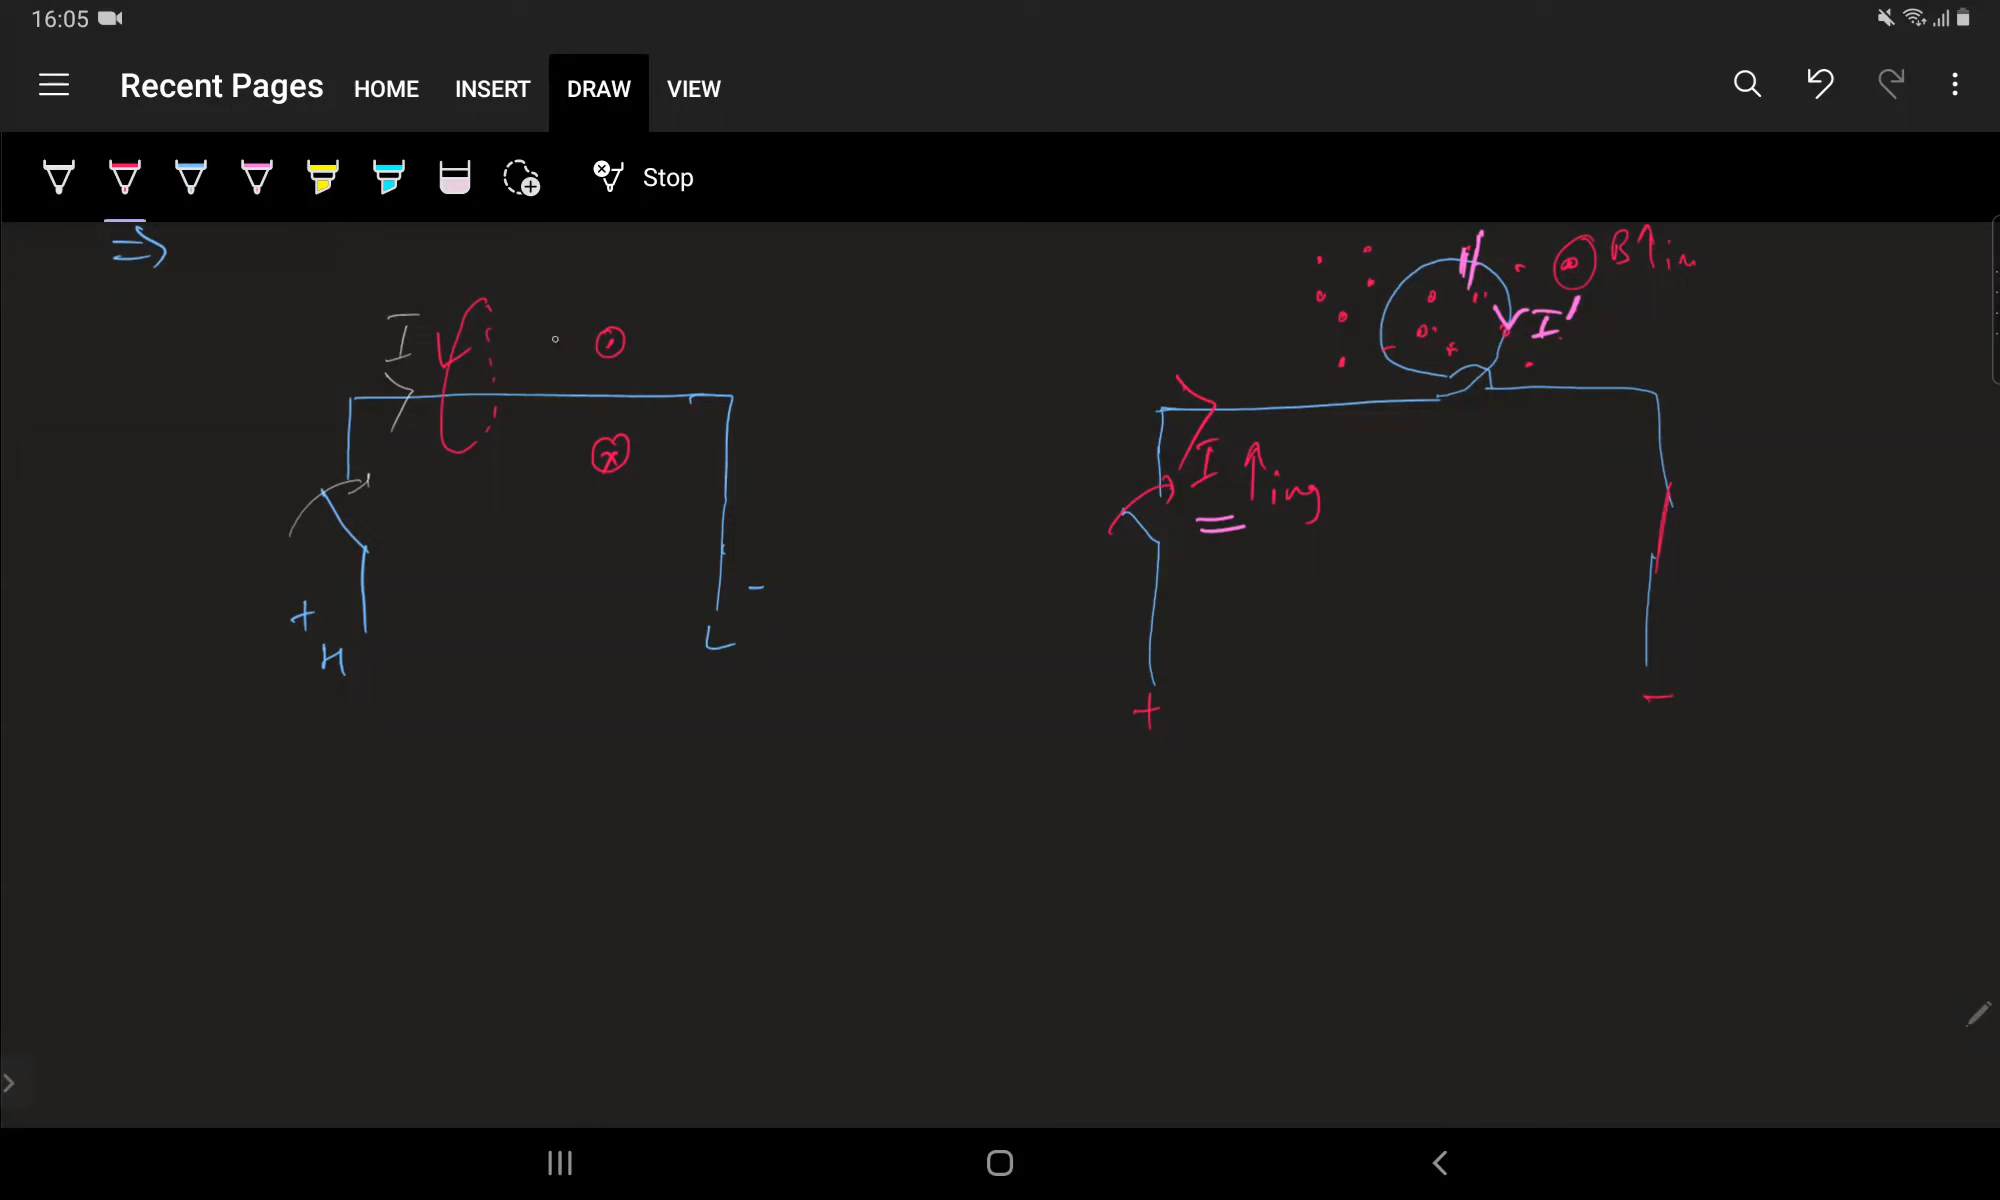 16:05
Recent Pages HOME INSERT DRAW VIEW
Stop
⇒
I
+
H
-
L
B↑in
I'
I ↑ing
+
-